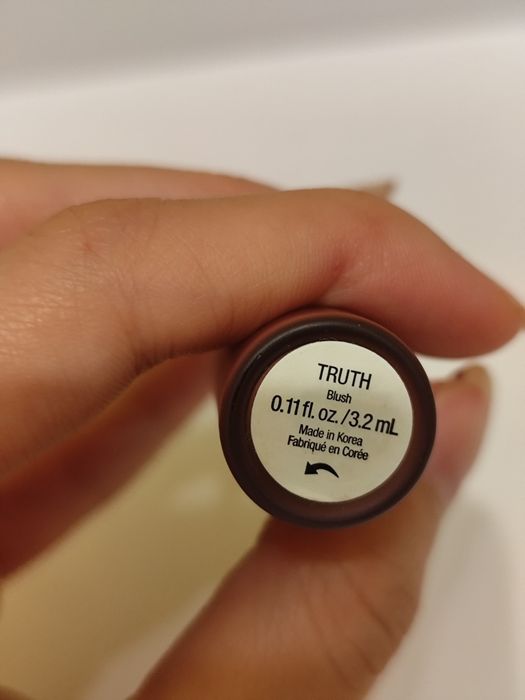 TRUTH
Blush
0.11 fl. oz./3.2 mL
Made in Korea
Fabriqué en Corée